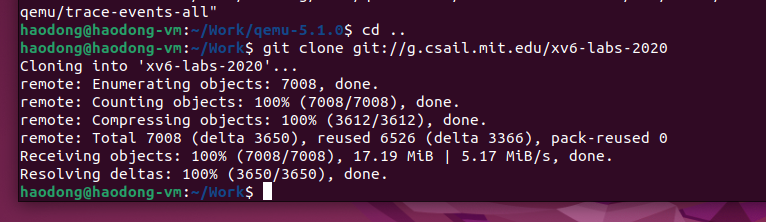 qemu/trace-events-all"
haodong@haodong-vm:~/Work/qemu-5.1.0$ cd ..
haodong@haodong-vm:~/Work$ git clone git://g.csail.mit.edu/xv6-labs-2020
Cloning into 'xv6-labs-2020'...
remote: Enumerating objects: 7008, done.
remote: Counting objects: 100% (7008/7008), done.
remote: Compressing objects: 100% (3612/3612), done.
remote: Total 7008 (delta 3650), reused 6526 (delta 3366), pack-reused 0
Receiving objects: 100% (7008/7008), 17.19 MiB | 5.17 MiB/s, done.
Resolving deltas: 100% (3650/3650), done.
haodong@haodong-vm:~/Work$